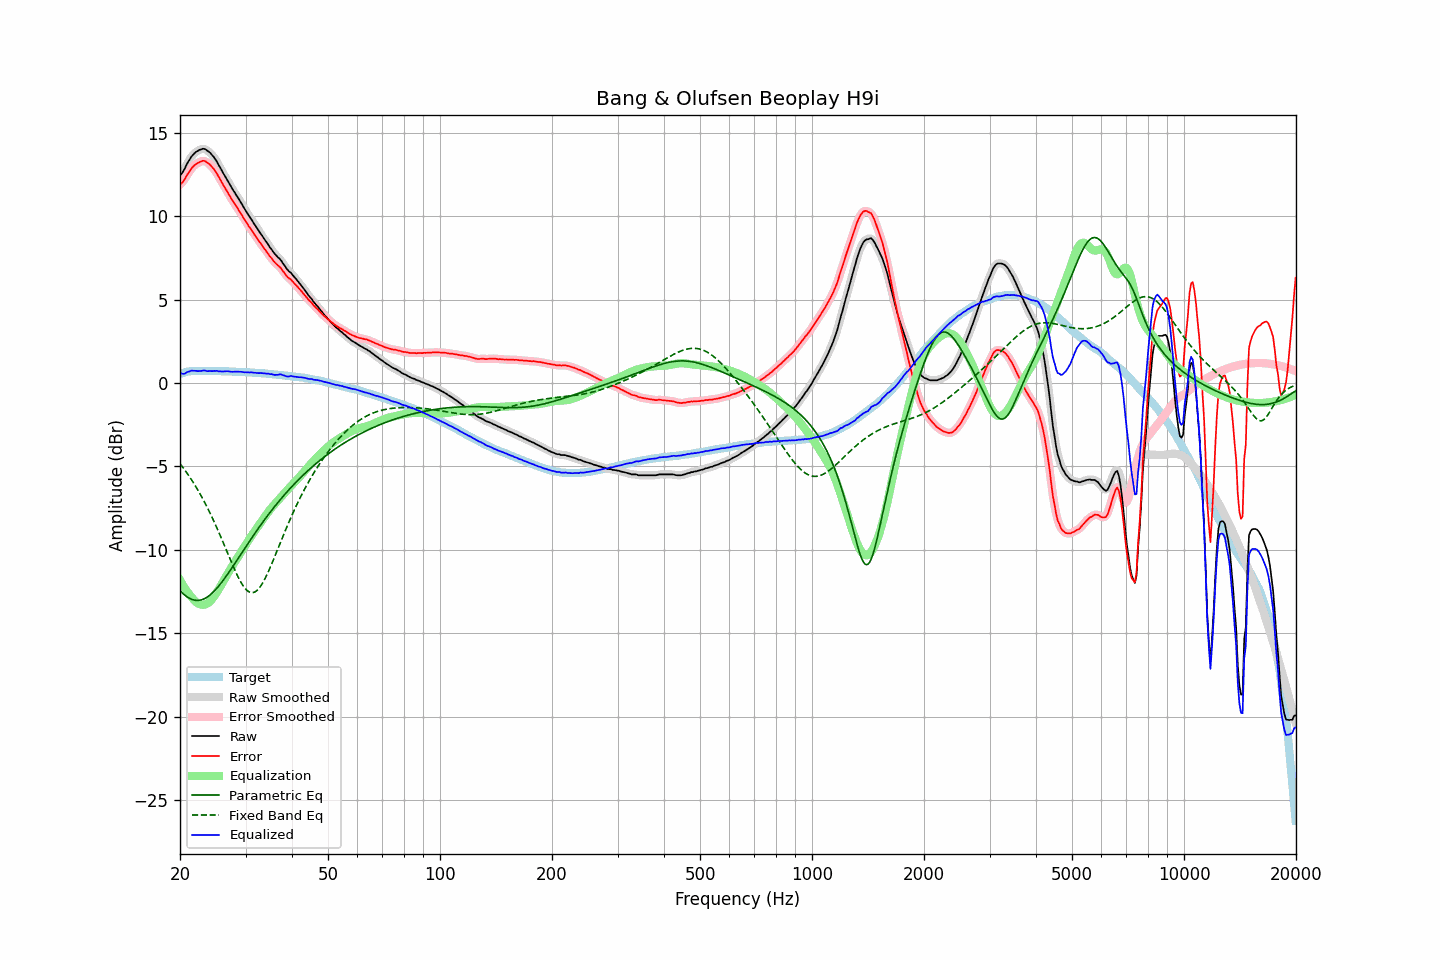 Bang & Olufsen Beoplay H9i
15
10
5
0
−5
−10
−15
−20
−25
Amplitude (dBr)
Target
Raw Smoothed
Error Smoothed
Raw
Error
Equalization
Parametric Eq
Fixed Band Eq
Equalized
20 50 100 200 500 1000 2000 5000 10000 20000
Frequency (Hz)